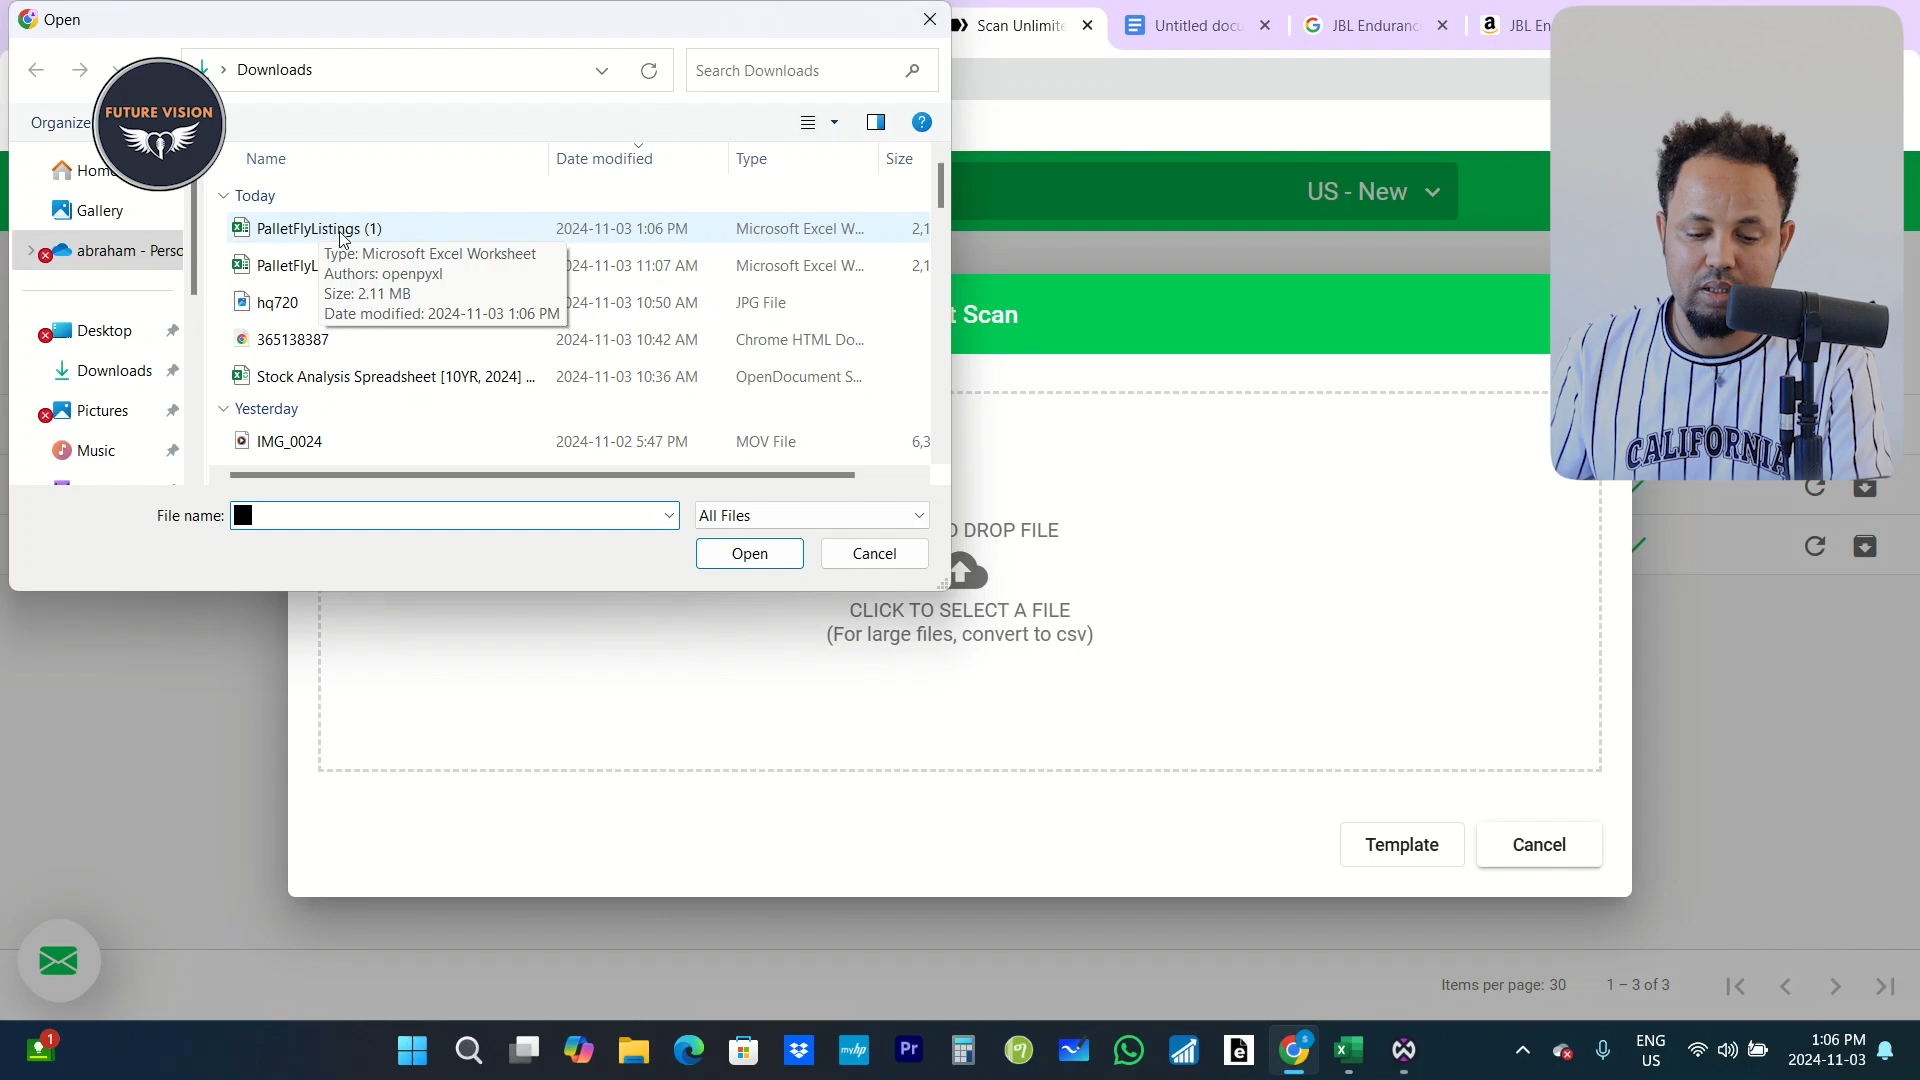 Open
Scan Unlimite
Untitled docu
JBL Enduranc
JBL En
Downloads
Search Downloads
FUTURE VISION
Organize
Name
Date modified
Type
Size
Home
Gallery
abraham - Perso
Desktop
Downloads
Pictures
Music
Today
PalletFlyListings (1)
2024-11-03 1:06 PM
Microsoft Excel W...
2,1
PalletFlyL
024-11-03 11:07 AM
Microsoft Excel W...
2,1
hq720
024-11-03 10:50 AM
JPG File
365138387
2024-11-03 10:42 AM
Chrome HTML Do...
Stock Analysis Spreadsheet [10YR, 2024] ...
2024-11-03 10:36 AM
OpenDocument S...
Yesterday
IMG_0024
2024-11-02 5:47 PM
MOV File
6,3
Type: Microsoft Excel Worksheet
Authors: openpyxl
Size: 2.11 MB
Date modified: 2024-11-03 1:06 PM
File name:
All Files
Open
Cancel
US - New
t Scan
CALIFORNIA
D DROP FILE
CLICK TO SELECT A FILE
(For large files, convert to csv)
Template
Cancel
Items per page: 30
1 – 3 of 3
1
myhp
Pr
ENG
US
1:06 PM
2024-11-03